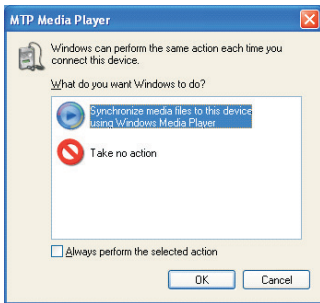 MTP Media Player
Windows can perform the same action each time you
connect this device.
What do you want Windows to do?
Synchronize media files to this device
using Windows Media Player
Take no action
Always perform the selected action
OK
Cancel